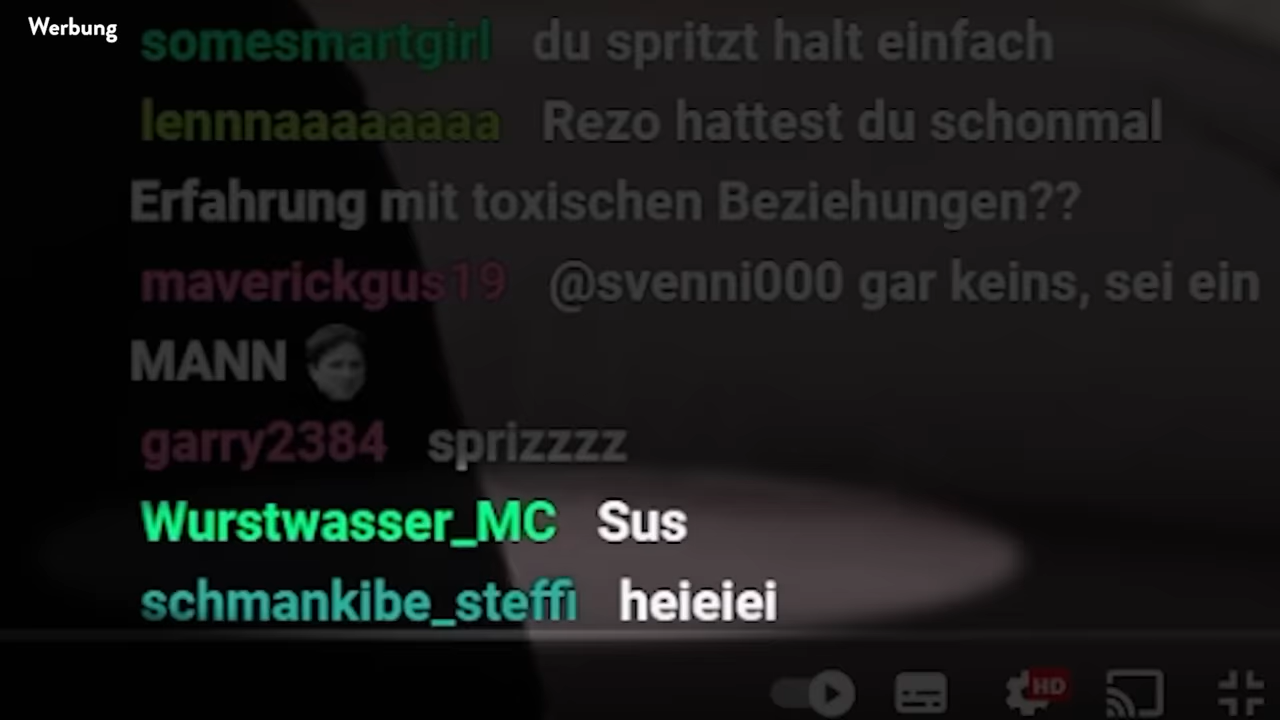 Werbung
somesmartgirl du spritzt halt einfach
lennnaaaaaaaa Rezo hattest du schonmal
Erfahrung mit toxischen Beziehungen??
maverickgus19 @svenni000 gar keins, sei ein
MANN
garry2384 sprizzzz
Wurstwasser_MC Sus
schmankibe_steffi heieiei
HD